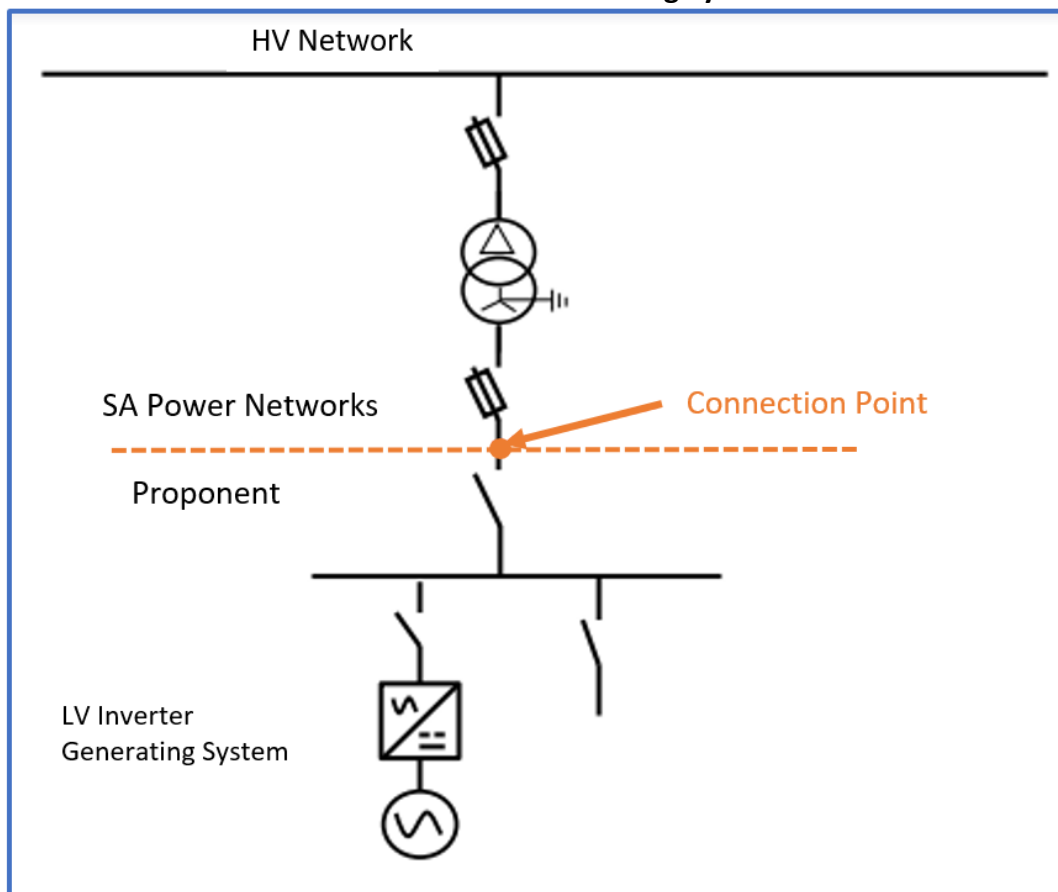 HV Network
SA Power Networks
Connection Point
Proponent
LV Inverter
Generating System